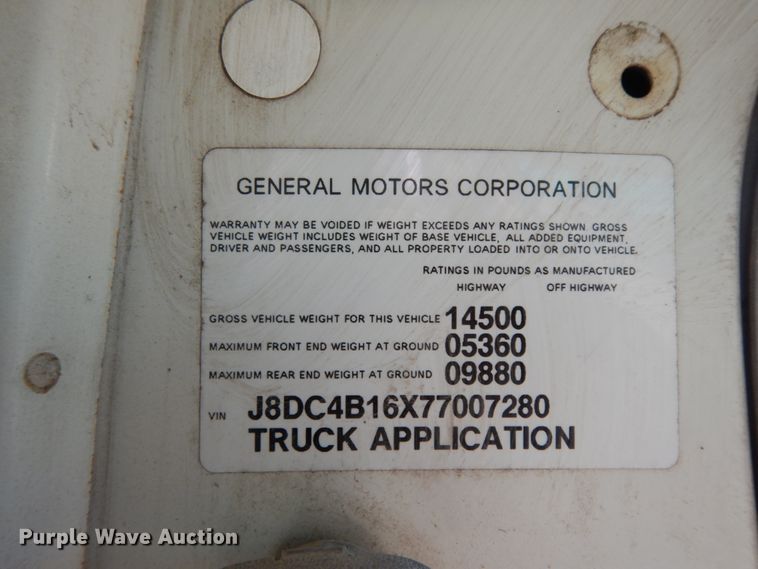 GENERAL MOTORS CORPORATION
WARRANTY MAY BE VOIDED IF WEIGHT EXCEEDS ANY RATINGS SHOWN. GROSS
VEHICLE WEIGHT INCLUDES WEIGHT OF BASE VEHICLE, ALL ADDED EQUIPMENT,
DRIVER AND PASSENGERS, AND ALL PROPERTY LOADED INTO OR ONTO VEHICLE.
RATINGS IN POUNDS AS MANUFACTURED
HIGHWAY OFF HIGHWAY
GROSS VEHICLE WEIGHT FOR THIS VEHICLE 14500
MAXIMUM FRONT END WEIGHT AT GROUND 05360
MAXIMUM REAR END WEIGHT AT GROUND 09880
VIN J8DC4B16X77007280
TRUCK APPLICATION
Purple Wave Auction